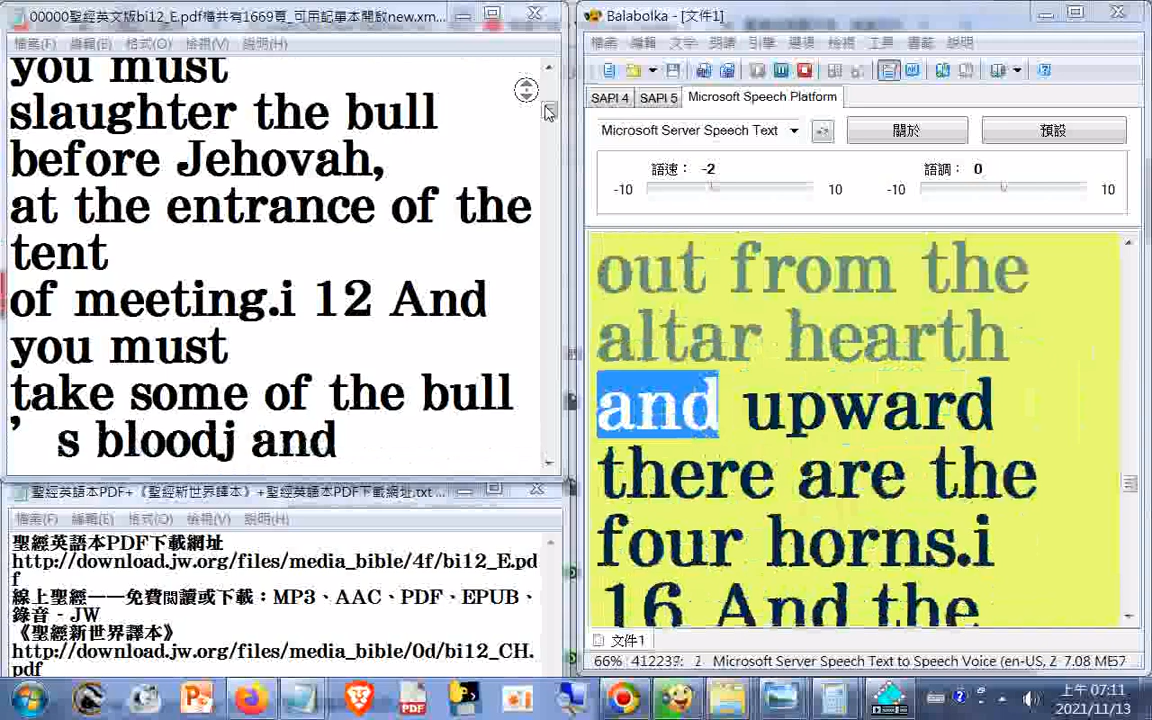 00000聖經英文版bi12_E.pdf檔共有1669頁_可用記事本開啟new.xm...
檔案(F) 編輯(E) 格式(O) 檢視(V) 說明(H)
you must
slaughter the bull
before Jehovah,
at the entrance of the
tent
of meeting.i 12 And
you must
take some of the bull
’ s bloodj and
聖經英語本PDF+《聖經新世界譯本》+聖經英語本PDF下載網址.txt ...
檔案(F) 編輯(E) 格式(O) 檢視(V) 說明(H)
聖經英語本PDF下載網址
http://download.jw.org/files/media_bible/4f/bi12_E.pd
f
線上聖經——免費閱讀或下載：MP3、AAC、PDF、EPUB、
錄音 - JW
《聖經新世界譯本》
http://download.jw.org/files/media_bible/0d/bi12_CH.
pdf
Balabolka - [文件1]
檔案 編輯 文字 朗讀 引擎 選項 檢視 工具 書籤 說明
SAPI 4 SAPI 5 Microsoft Speech Platform
Microsoft Server Speech Text 關於 預設
語速： -2 語調： 0
-10 10 -10 10
out from the
altar hearth
and upward
there are the
four horns.i
16 And the
文件1
66% Microsoft Server Speech Text to Speech Voice (en-US, Z 7.08 МБ
PDF
上午 07:11
2021/11/13